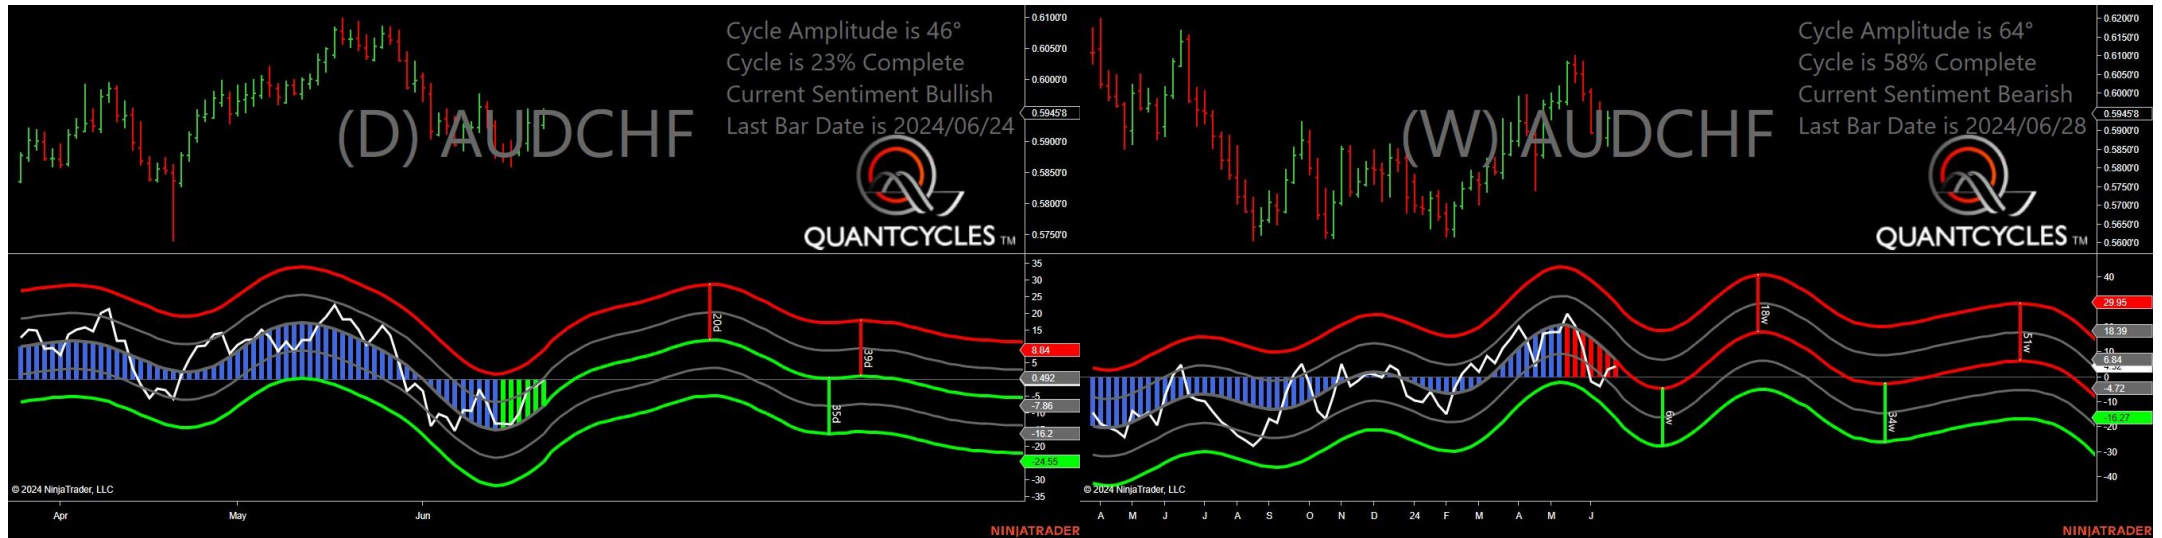 Cycle Amplitude is 46°
Cycle is 23% Complete
Current Sentiment Bullish
Last Bar Date is 2024/06/24
(D) AUDCHF
QUANTCYCLES TM
0.6100'0
0.6050'0
0.6000'0
0.5945'8
0.5900'0
0.5850'0
0.5800'0
0.5750'0
35
30
25
20
15
8.84
5
0.492
-5
-7.86
-10
-16.2
-20
-24.55
-30
-35
20d
39d
35d
© 2024 NinjaTrader, LLC
Apr May Jun
NINJATRADER
Cycle Amplitude is 64°
Cycle is 58% Complete
Current Sentiment Bearish
Last Bar Date is 2024/06/28
(W) AUDCHF
QUANTCYCLES TM
0.6200'0
0.6150'0
0.6100'0
0.6050'0
0.6000'0
0.5945'8
0.5900'0
0.5850'0
0.5800'0
0.5750'0
0.5700'0
0.5650'0
0.5600'0
40
29.95
18.39
10
6.84
4.32
0
-4.72
-10
-16.27
-20
-30
-40
18w
51w
6w
34w
© 2024 NinjaTrader, LLC
A M J J A S O N D 24 F M A M J
NINJATRADER